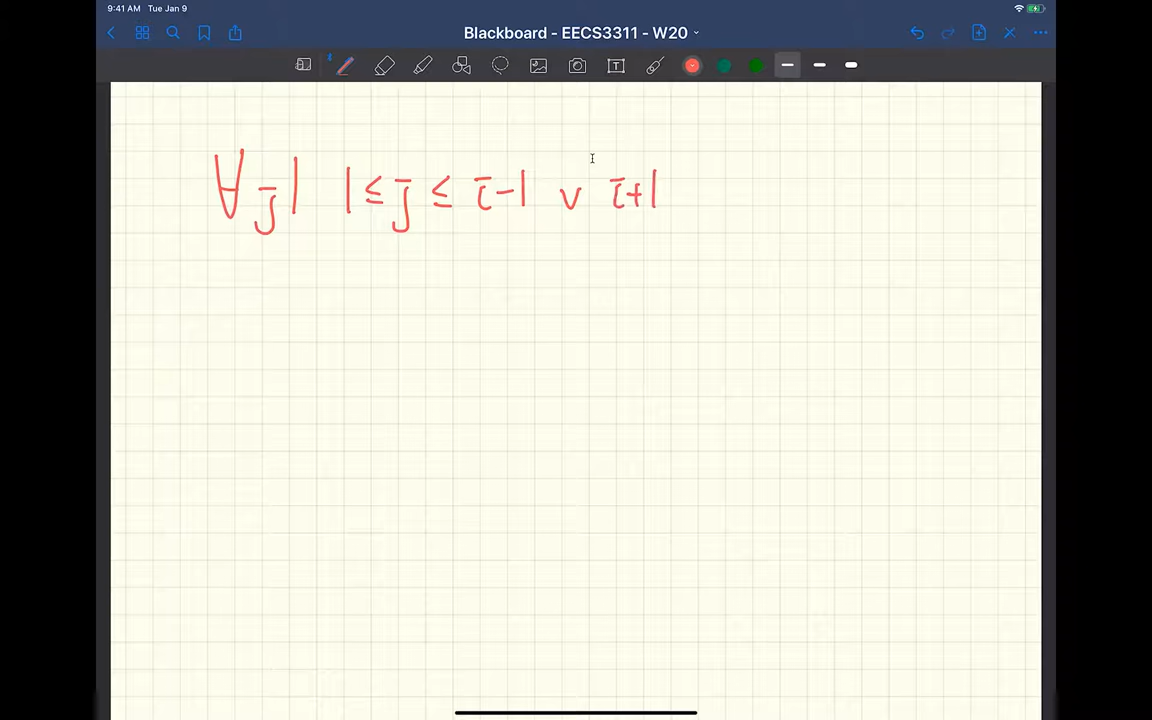 9:41 AM Tue Jan 9
Blackboard - EECS3311 - W20
∀ j | 1 ≤ j ≤ i-1 ∨ i+1